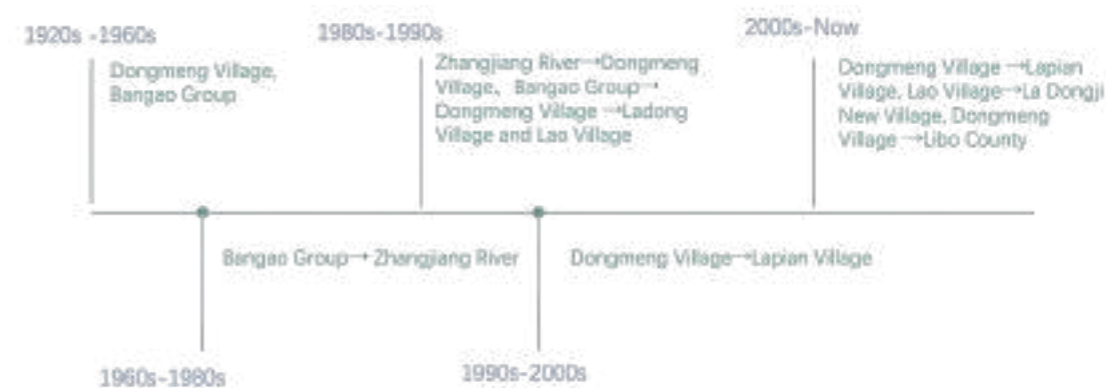 1920s -1960s
Dongmeng Village,
Bangao Group
1980s-1990s
Zhangjiang River→Dongmeng
Village、Bangao Group→
Dongmeng Village →Ladong
Village and Lao Village
2000s-Now
Dongmeng Village →Lapian
Village, Lao Village→La Dongji
New Village, Dongmeng
Village →Libo County
Bangao Group→ Zhangjiang River
Dongmeng Village→Lapian Village
1960s-1980s
1990s-2000s